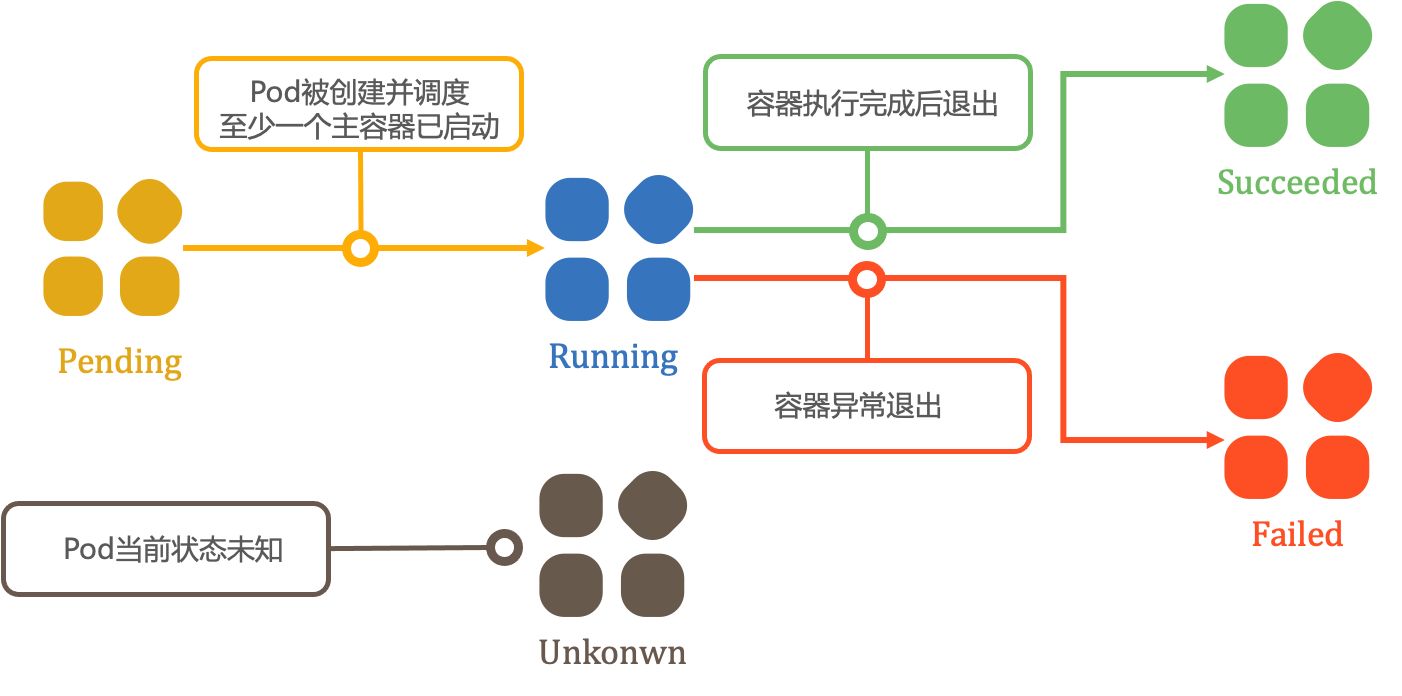 Pod被创建并调度
至少一个主容器已启动
容器执行完成后退出
Succeeded
Pending
Running
容器异常退出
Failed
Pod当前状态未知
Unkonwn